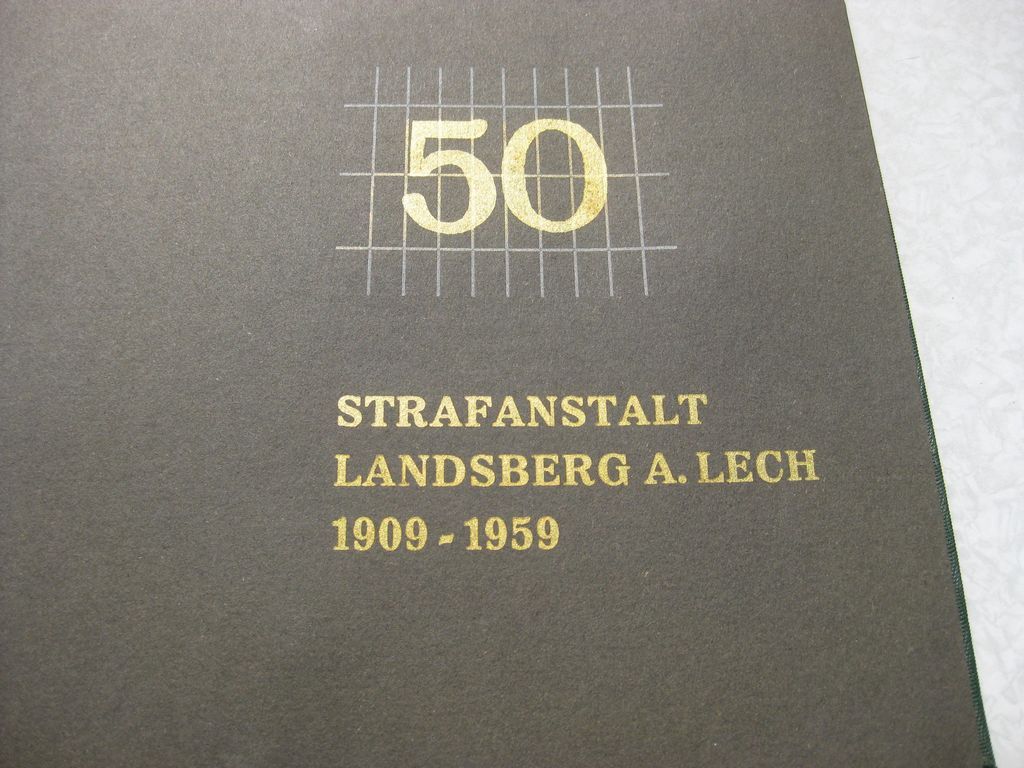 50
STRAFANSTALT
LANDSBERG A. LECH
1909 - 1959